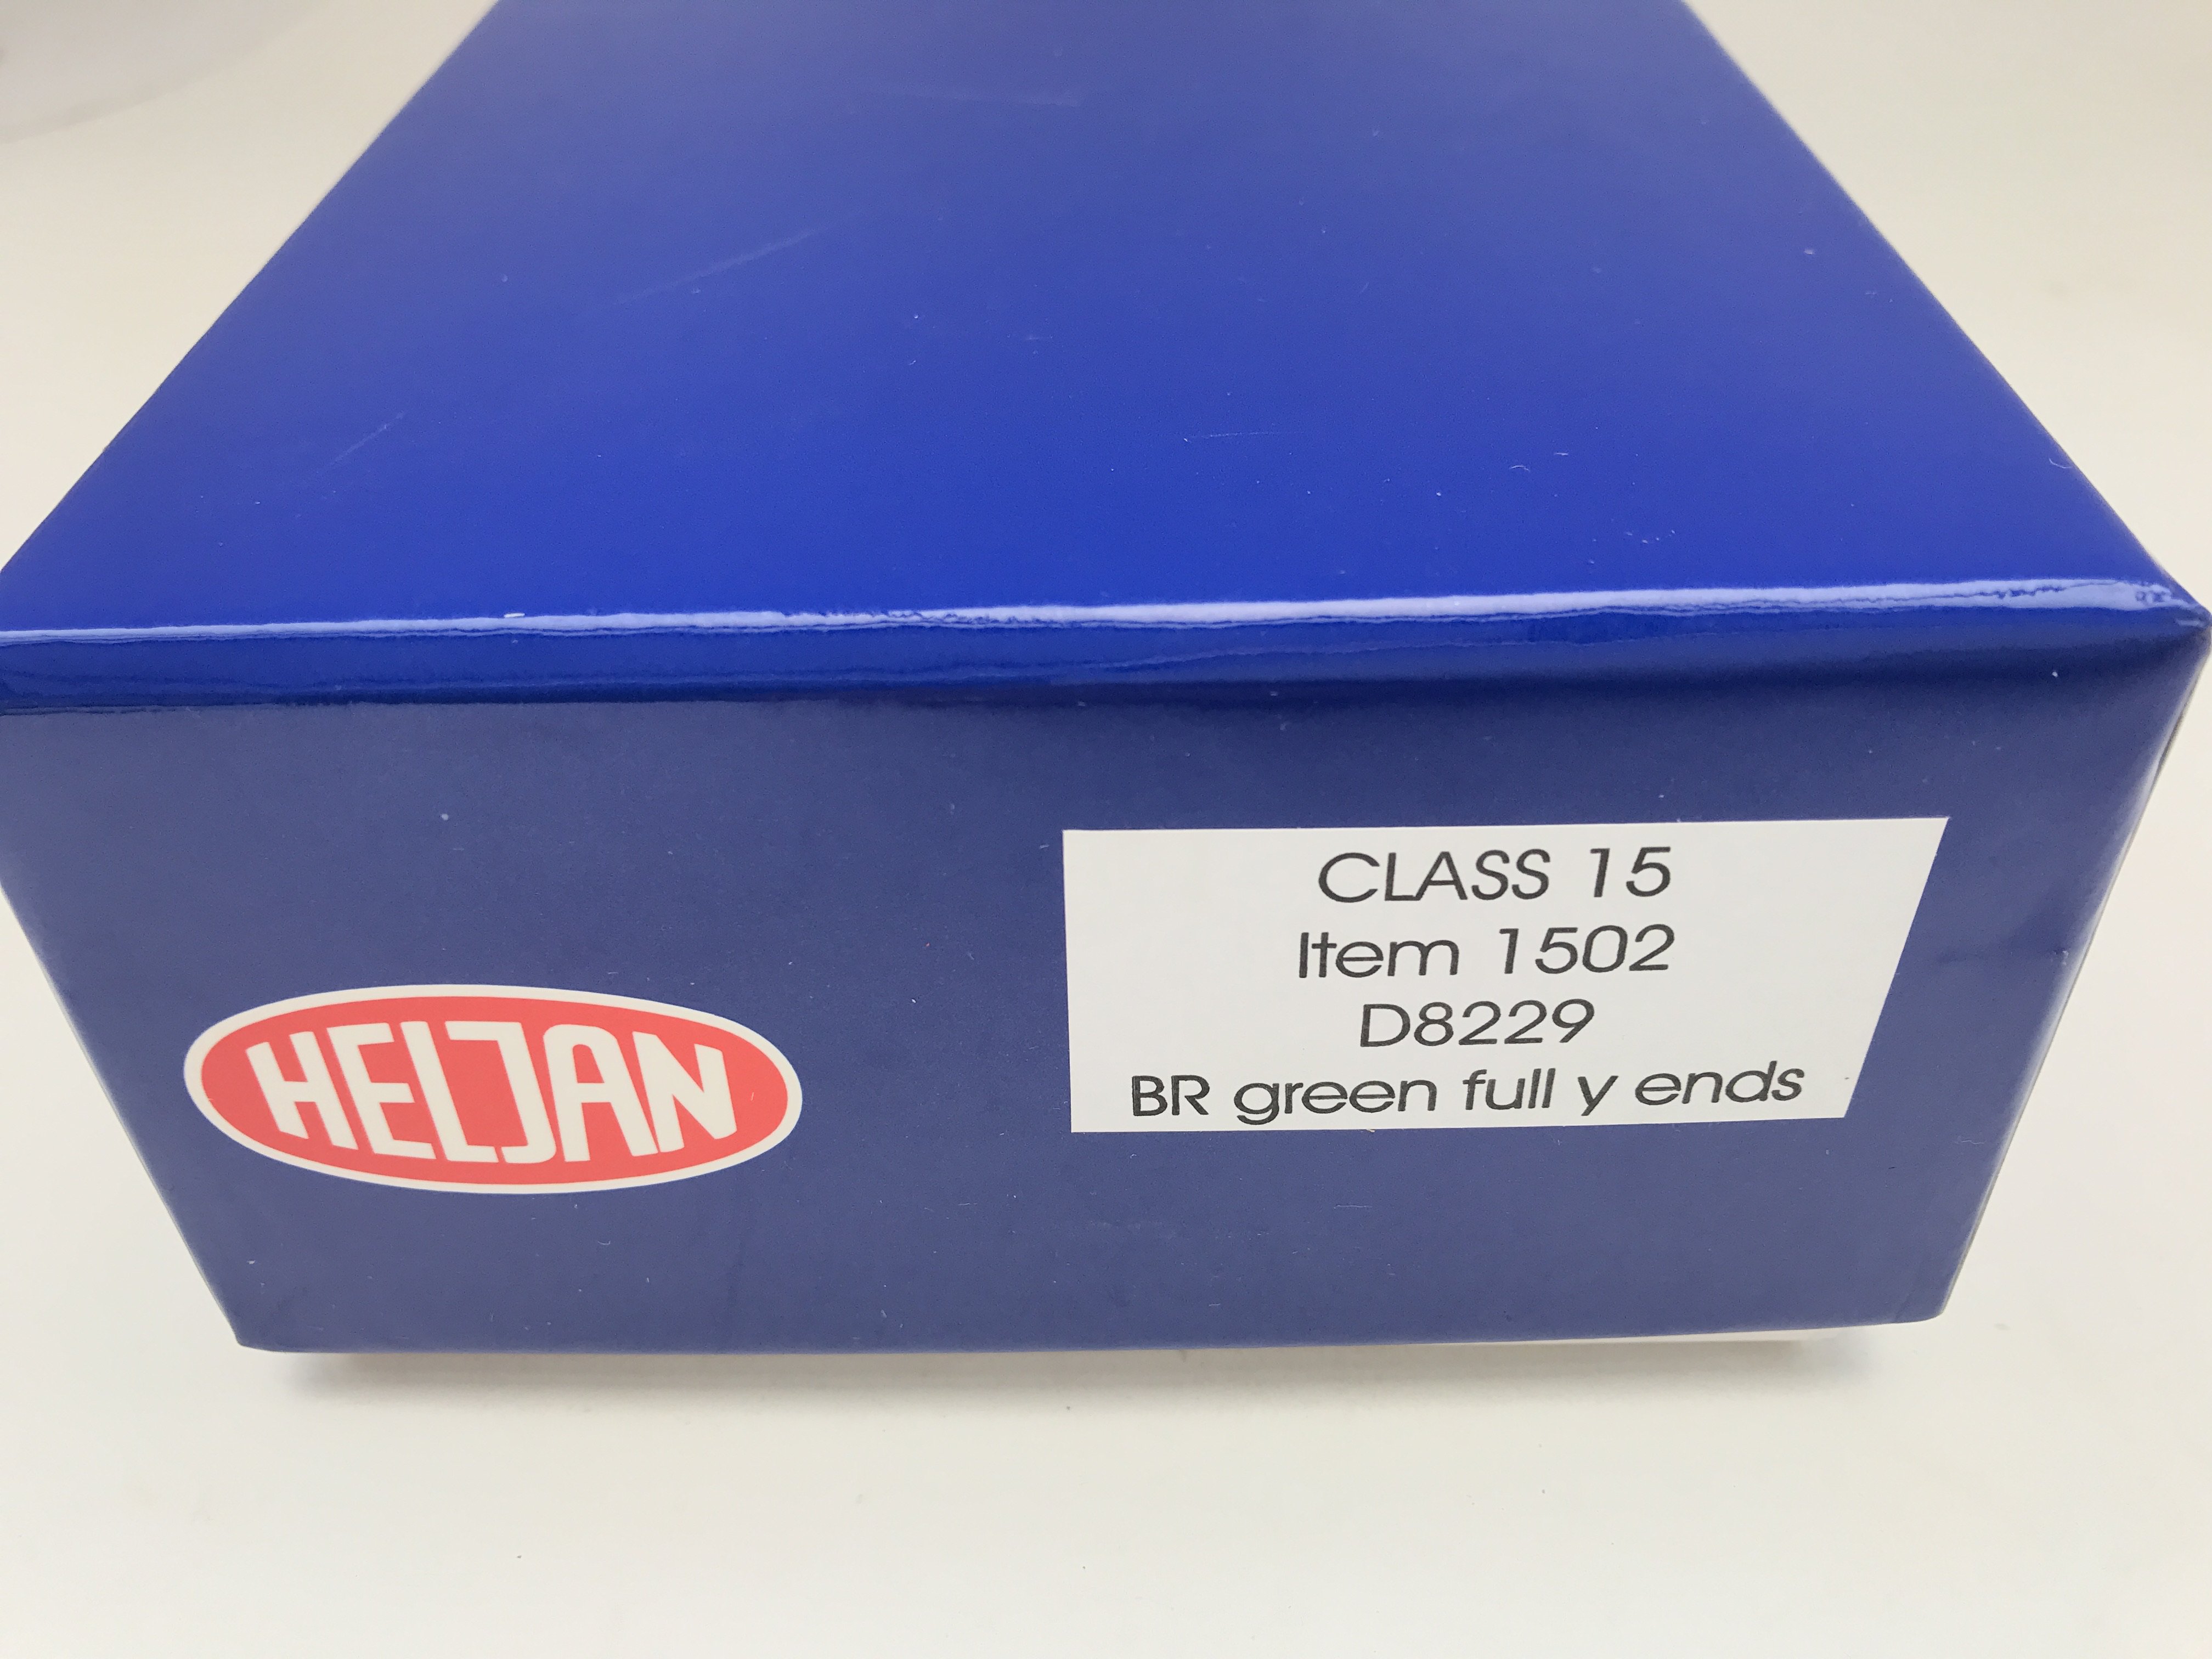 HELJAN
CLASS 15
Item 1502
D8229
BR green full y ends